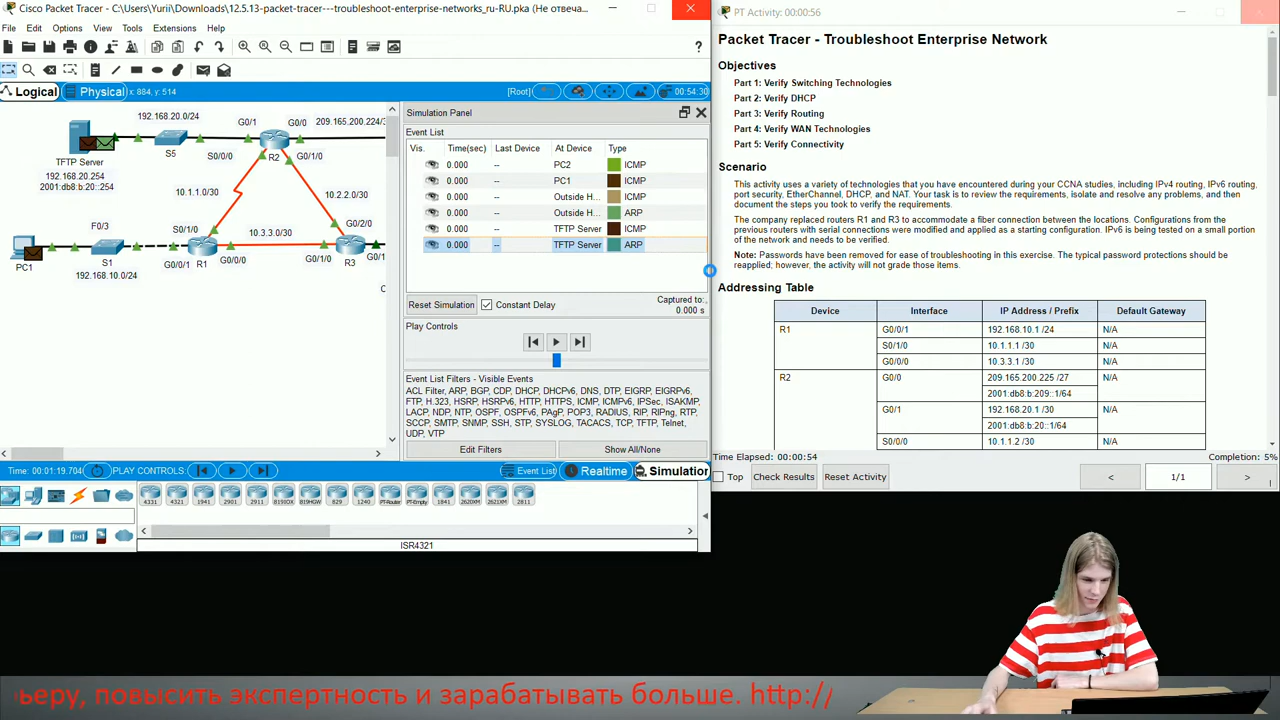 Cisco Packet Tracer - C:\Users\Yurii\Downloads\12.5.13-packet-tracer---troubleshoot-enterprise-networks_ru-RU.pka (Не отвеча...
File Edit Options View Tools Extensions Help
?
Logical Physical x: 884, y: 514 [Root] 00:54:30
192.168.20.0/24
G0/1
G0/0
209.165.200.224/3
S5
R2
TFTP Server
192.168.20.254
2001:db8:b:20::254
S0/0/0
G0/1/0
10.1.1.0/30
10.2.2.0/30
F0/3
S0/1/0
G0/2/0
10.3.3.0/30
PC1
S1
G0/0/1
R1
G0/0/0
G0/1/0
R3
G0/1
192.168.10.0/24
Simulation Panel
Event List
Vis. Time(sec) Last Device At Device Type
0.000 -- PC2 ICMP
0.000 -- PC1 ICMP
0.000 -- Outside H... ICMP
0.000 -- Outside H... ARP
0.000 -- TFTP Server ICMP
0.000 -- TFTP Server ARP
Reset Simulation Constant Delay Captured to:
0.000 s
Play Controls
Event List Filters - Visible Events
ACL Filter, ARP, BGP, CDP, DHCP, DHCPv6, DNS, DTP, EIGRP, EIGRPv6,
FTP, H.323, HSRP, HSRPv6, HTTP, HTTPS, ICMP, ICMPv6, IPSec, ISAKMP,
LACP, NDP, NTP, OSPF, OSPFv6, PAgP, POP3, RADIUS, RIP, RIPng, RTP,
SCCP, SMTP, SNMP, SSH, STP, SYSLOG, TACACS, TCP, TFTP, Telnet,
UDP, VTP
Edit Filters Show All/None
Time: 00:01:19.704 PLAY CONTROLS: Event List Realtime Simulation
4331 4321 1941 2901 2911 819IOX 819HGW 829 1240 PT-Router PT-Empty 1841 2620XM 2621XM 2811
ISR4321
PT Activity: 00:00:56
Packet Tracer - Troubleshoot Enterprise Network
Objectives
Part 1: Verify Switching Technologies
Part 2: Verify DHCP
Part 3: Verify Routing
Part 4: Verify WAN Technologies
Part 5: Verify Connectivity
Scenario
This activity uses a variety of technologies that you have encountered during your CCNA studies, including IPv4 routing, IPv6 routing,
port security, EtherChannel, DHCP, and NAT. Your task is to review the requirements, isolate and resolve any problems, and then
document the steps you took to verify the requirements.
The company replaced routers R1 and R3 to accommodate a fiber connection between the locations. Configurations from the
previous routers with serial connections were modified and applied as a starting configuration. IPv6 is being tested on a small portion
of the network and needs to be verified.
Note: Passwords have been removed for ease of troubleshooting in this exercise. The typical password protections should be
reapplied; however, the activity will not grade those items.
Addressing Table
Device Interface IP Address / Prefix Default Gateway
R1 G0/0/1 192.168.10.1 /24 N/A
S0/1/0 10.1.1.1 /30 N/A
G0/0/0 10.3.3.1 /30 N/A
R2 G0/0 209.165.200.225 /27 N/A
2001:db8:b:209::1/64
G0/1 192.168.20.1 /30 N/A
2001:db8:b:20::1/64
S0/0/0 10.1.1.2 /30 N/A
Time Elapsed: 00:00:54 Completion: 5%
Top Check Results Reset Activity < 1/1 >
ьеру, повысить экспертность и зарабатывать больше. http://